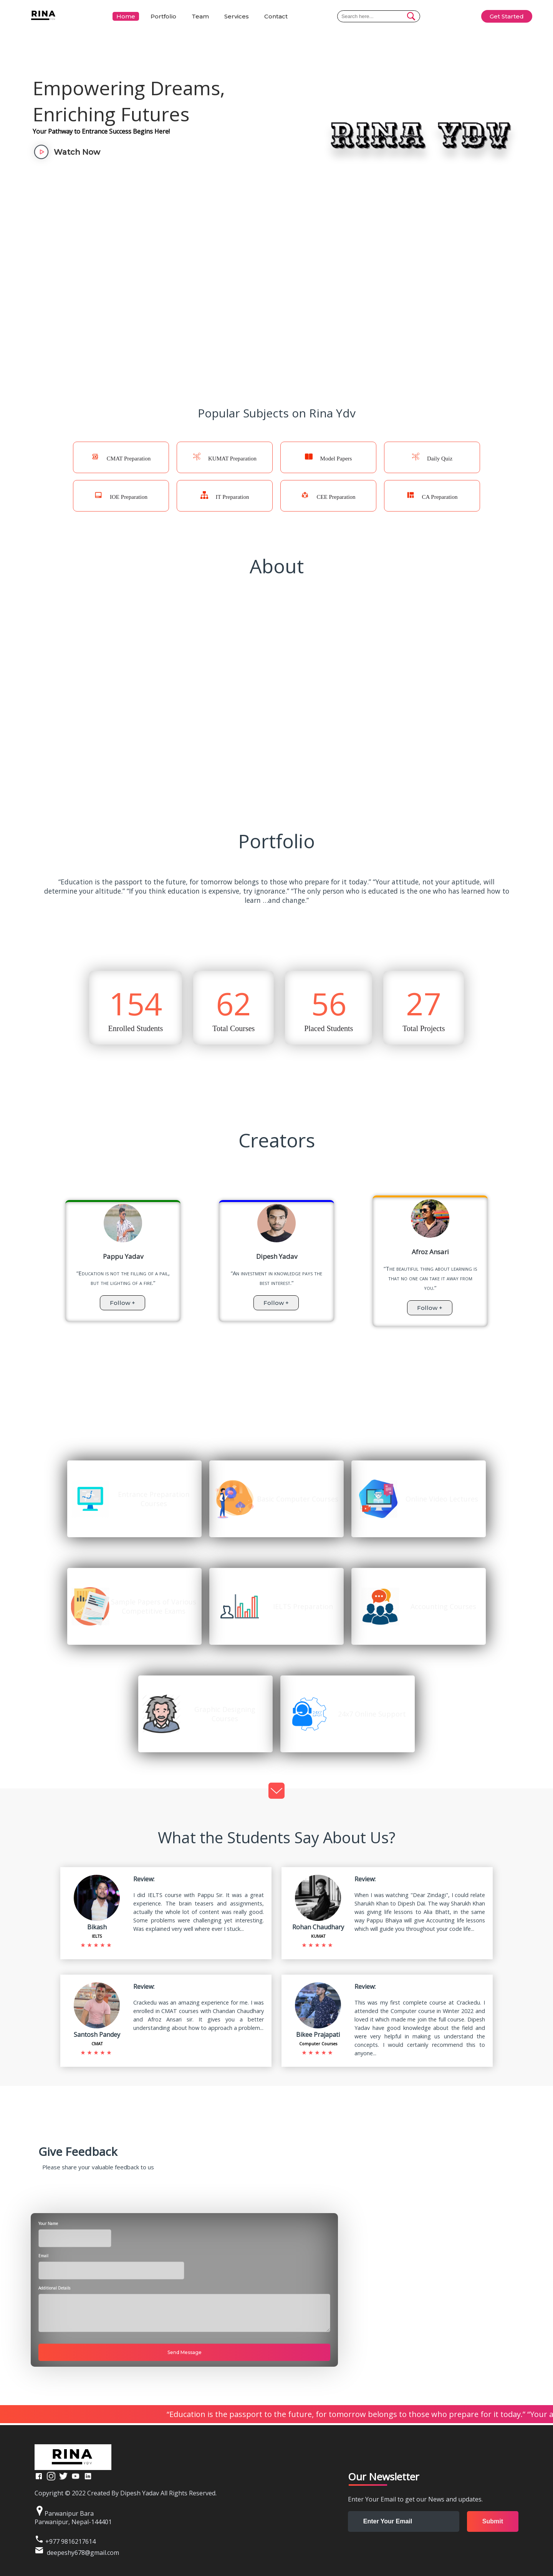 RINA
Home Portfolio Team Services Contact
Search here...
Get Started
Empowering Dreams,
Enriching Futures
Your Pathway to Entrance Success Begins Here!
Watch Now
RINA YDV
Popular Subjects on Rina Ydv
CMAT Preparation
KUMAT Preparation
Model Papers
Daily Quiz
IOE Preparation
IT Preparation
CEE Preparation
CA Preparation
About
Portfolio
“Education is the passport to the future, for tomorrow belongs to those who prepare for it today.” “Your attitude, not your aptitude, will
determine your altitude.” “If you think education is expensive, try ignorance.” “The only person who is educated is the one who has learned how to
learn …and change.”
154
Enrolled Students
62
Total Courses
56
Placed Students
27
Total Projects
Creators
Pappu Yadav
“Education is not the filling of a pail,
but the lighting of a fire.”
Follow +
Dipesh Yadav
“An investment in knowledge pays the
best interest.”
Follow +
Afroz Ansari
“The beautiful thing about learning is
that no one can take it away from
you.”
Follow +
What the Students Say About Us?
Bikash
IELTS
★ ★ ★ ★ ★
Review:
I did IELTS course with Pappu Sir. It was a great
experience. The brain teasers and assignments,
actually the whole lot of content was really good.
Some problems were challenging yet interesting.
Was explained very well where ever I stuck...
Rohan Chaudhary
KUMAT
★ ★ ★ ★ ★
Review:
When I was watching "Dear Zindagi", I could relate
Sharuk Khan to Dipesh Dai. The way Sharukh Khan
was giving life lessons to Alia Bhatt, in the same
way Pappu Bhaiya will give Accounting life lessons
which will guide you throughout your code life...
Santosh Pandey
CMAT
★ ★ ★ ★ ★
Review:
Crackedu was an amazing experience for me. I was
enrolled in CMAT courses with Chandan Chaudhary
and Afroz Ansari sir. It gives you a better
understanding about how to approach a problem...
Bikee Prajapati
Computer Courses
★ ★ ★ ★ ★
Review:
This was my first complete course at Crackedu. I
attended the Computer course in Winter 2022 and
loved it which made me join the full course. Dipesh
Yadav have good knowledge about the field and
were very helpful in making us understand the
concepts. I would certainly recommend this to
anyone...
Give Feedback
Please share your valuable feedback to us
Your Name
Email
Additional Details
Send Message
“Education is the passport to the future, for tomorrow belongs to those who prepare for it today.” “Your a
RINA
YDV
Copyright © 2022 Created By Dipesh Yadav All Rights Reserved.
Parwanipur Bara
Parwanipur, Nepal-144401
+977 9816217614
deepeshy678@gmail.com
Our Newsletter
Enter Your Email to get our News and updates.
Enter Your Email
Submit